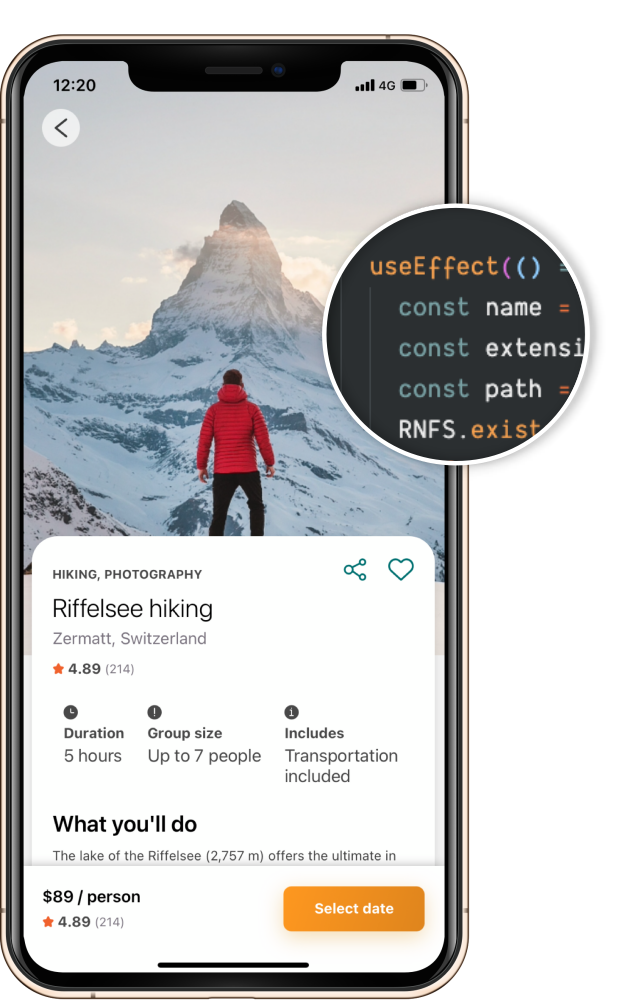 12:20
4G
useEffect(()
const name =
const
const path =
RNFS.
HIKING, PHOTOGRAPHY
Riffelsee hiking
Zermatt, Switzerland
4.89 (214)
Duration
Group size
Includes
5 hours
Up to 7 people
Transportation
included
What you'll do
The lake of the Riffelsee (2,757 m) offers the ultimate in
$89 / person
4.89 (214)
Select date